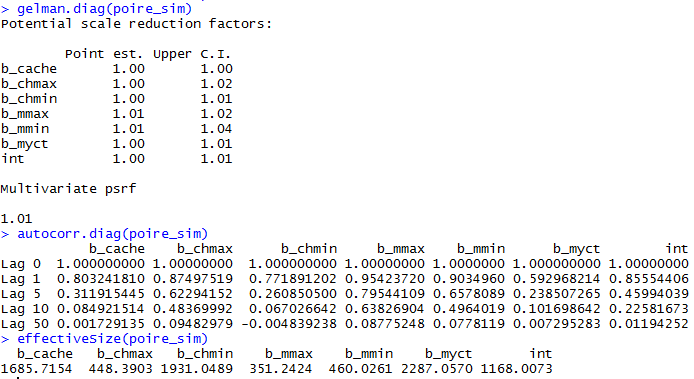 > gelman.diag(poire_sim)
Potential scale reduction factors:
Point est. Upper C.I.
b_cache 1.00 1.00
b_chmax 1.00 1.02
b_chmin 1.00 1.01
b_mmax 1.01 1.02
b_mmin 1.01 1.04
b_myct 1.00 1.01
int 1.00 1.01
Multivariate psrf
1.01
> autocorr.diag(poire_sim)
b_cache b_chmax b_chmin b_mmax b_mmin b_myct int
Lag 0 1.000000000 1.00000000 1.000000000 1.00000000 1.0000000 1.000000000 1.00000000
Lag 1 0.803241810 0.87497519 0.771891202 0.95423720 0.9034960 0.592968214 0.85554406
Lag 5 0.311915445 0.62294152 0.260850500 0.79544109 0.6578089 0.238507265 0.45994039
Lag 10 0.084921514 0.48369992 0.067026642 0.63826904 0.4964019 0.101698642 0.22581673
Lag 50 0.001729135 0.09482979 -0.004839238 0.08775248 0.0778119 0.007295283 0.01194252
> effectiveSize(poire_sim)
b_cache b_chmax b_chmin b_mmax b_mmin b_myct int
1685.7154 448.3903 1931.0489 351.2424 460.0261 2287.0570 1168.0073